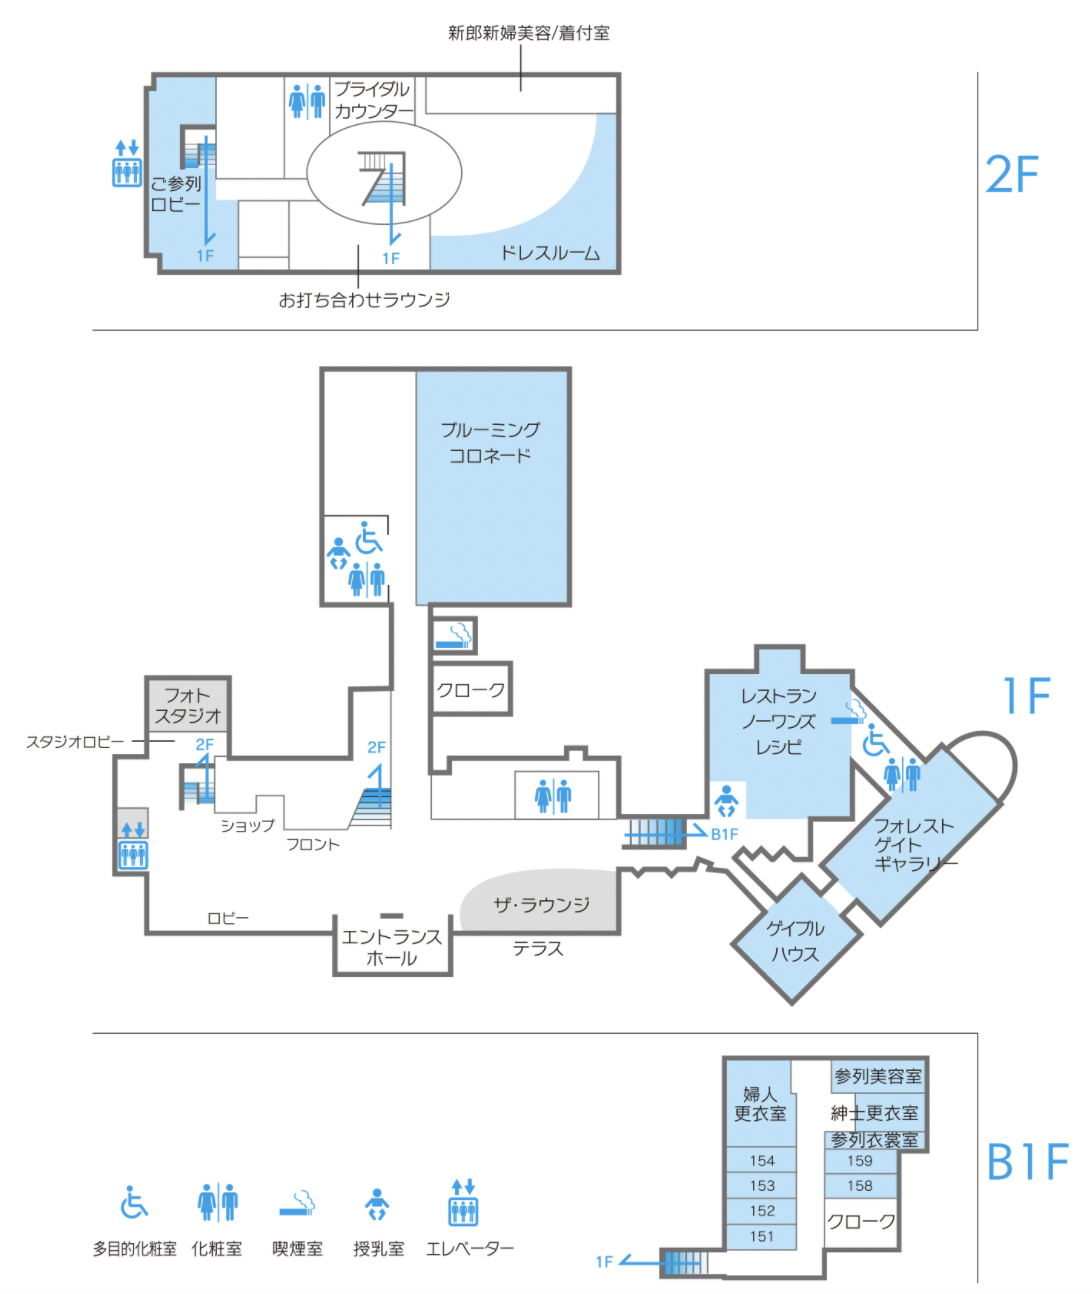 新郎新婦美容/着付室
ブライダル
カウンター
2F
ご参列
ロビー
1F
1F
ドレスルーム
お打ち合わせラウンジ
ブルーミング
コロネード
クローク
レストラン
ノーワンズ
レシピ
1F
フォト
スタジオ
スタジオロビー
2F
2F
ショップ
フロント
B1F
フォレスト
ゲイト
ギャラリー
ザ・ラウンジ
ロビー
エントランス
ホール
テラス
ゲイブル
ハウス
参列美容室
婦人
更衣室
紳士更衣室
参列衣裳室
B1F
154
159
153
158
152
クローク
151
1F
多目的化粧室
化粧室
喫煙室
授乳室
エレベーター